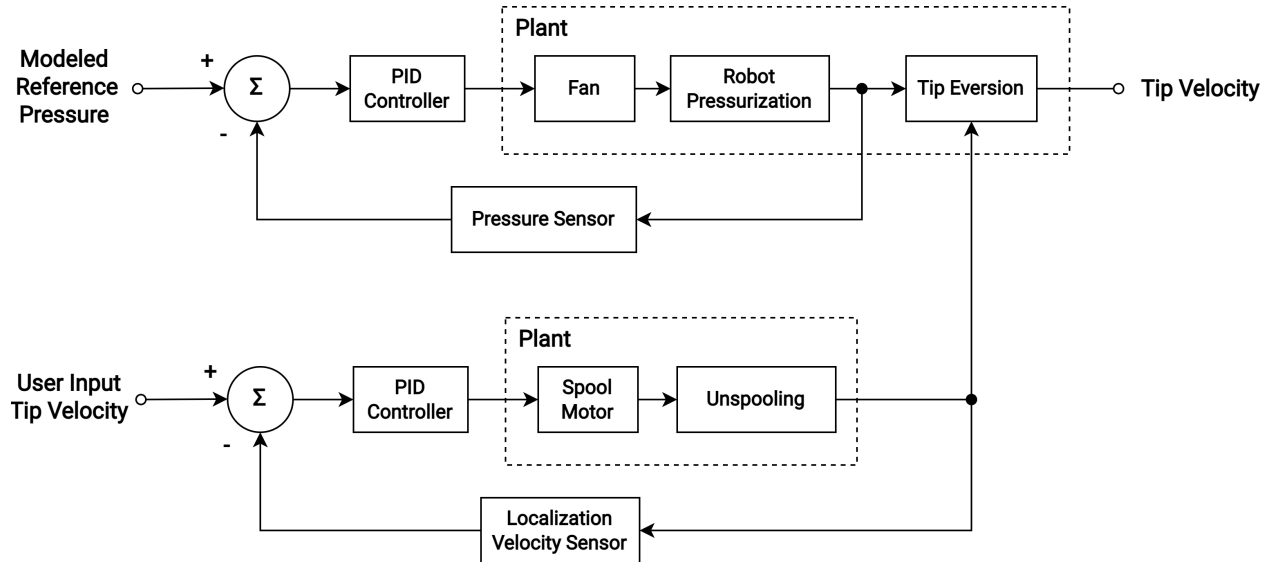 Plant
Modeled
Reference
Pressure
+
Σ
-
PID
Controller
Fan
Robot
Pressurization
Tip Eversion
Tip Velocity
Pressure Sensor
Plant
User Input
Tip Velocity
+
Σ
-
PID
Controller
Spool
Motor
Unspooling
Localization
Velocity Sensor